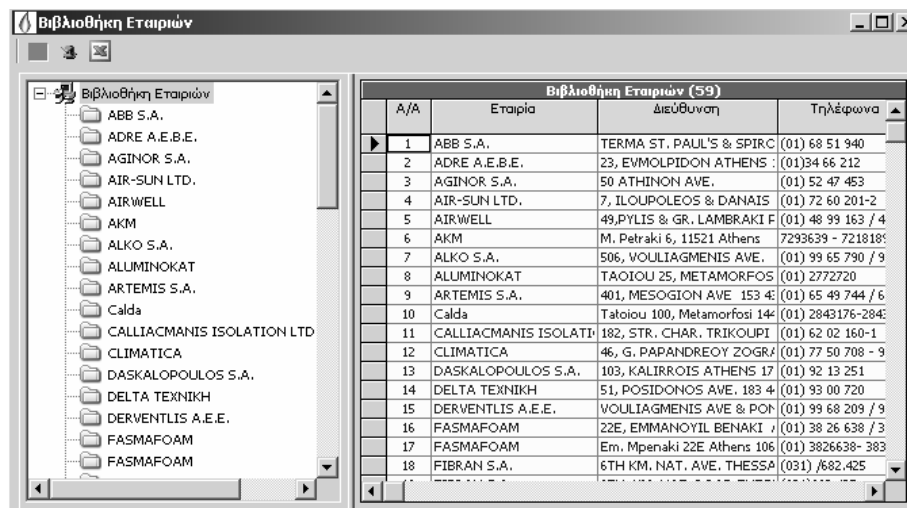 Βιβλιοθήκη Εταιριών
Βιβλιοθήκη Εταιριών
ABB S.A.
ADRE A.E.B.E.
AGINOR S.A.
AIR-SUN LTD.
AIRWELL
AKM
ALKO S.A.
ALUMINOKAT
ARTEMIS S.A.
Calda
CALLIACMANIS ISOLATION LTD
CLIMATICA
DASKALOPOULOS S.A.
DELTA TEXNIKH
DERVENTLIS A.E.E.
FASMAFOAM
FASMAFOAM
Βιβλιοθήκη Εταιριών (59)
Α/Α Εταιρία Διεύθυνση Τηλέφωνα
1 ABB S.A. TERMA ST. PAUL'S & SPIRO (01) 68 51 940
2 ADRE A.E.B.E. 23, EVMOLPIDON ATHENS (01)34 66 212
3 AGINOR S.A. 50 ATHINON AVE. (01) 52 47 453
4 AIR-SUN LTD. 7, ILOUPOLEOS & DANAIS (01) 72 60 201-2
5 AIRWELL 49,PYLIS & GR. LAMBRAKI (01) 48 99 163 / 4
6 AKM M. Petraki 6, 11521 Athens 7293639 - 7218189
7 ALKO S.A. 506, VOULIAGMENIS AVE. (01) 99 65 790 / 9
8 ALUMINOKAT TAOIOU 25, METAMORFOS (01) 2772720
9 ARTEMIS S.A. 401, MESOGION AVE 153 4 (01) 65 49 744 / 6
10 Calda Tatoiou 100, Metamorfosi 144 (01) 2843176-2843
11 CALLIACMANIS ISOLATI 182, STR. CHAR. TRIKOUPI (01) 62 02 160-1
12 CLIMATICA 46, G. PAPANDREOY ZOGRA (01) 77 50 708 - 9
13 DASKALOPOULOS S.A. 103, KALIRROIS ATHENS 17 (01) 92 13 251
14 DELTA TEXNIKH 51, POSIDONOS AVE. 183 4 (01) 93 00 720
15 DERVENTLIS A.E.E. VOULIAGMENIS AVE & PON (01) 99 68 209 / 9
16 FASMAFOAM 22E, EMMANOYIL BENAKI (01) 38 26 638 / 3
17 FASMAFOAM Em. Mpenaki 22E Athens 106 (01) 3826638- 383
18 FIBRAN S.A. 6TH KM. NAT. AVE. THESSA (031) /682.425